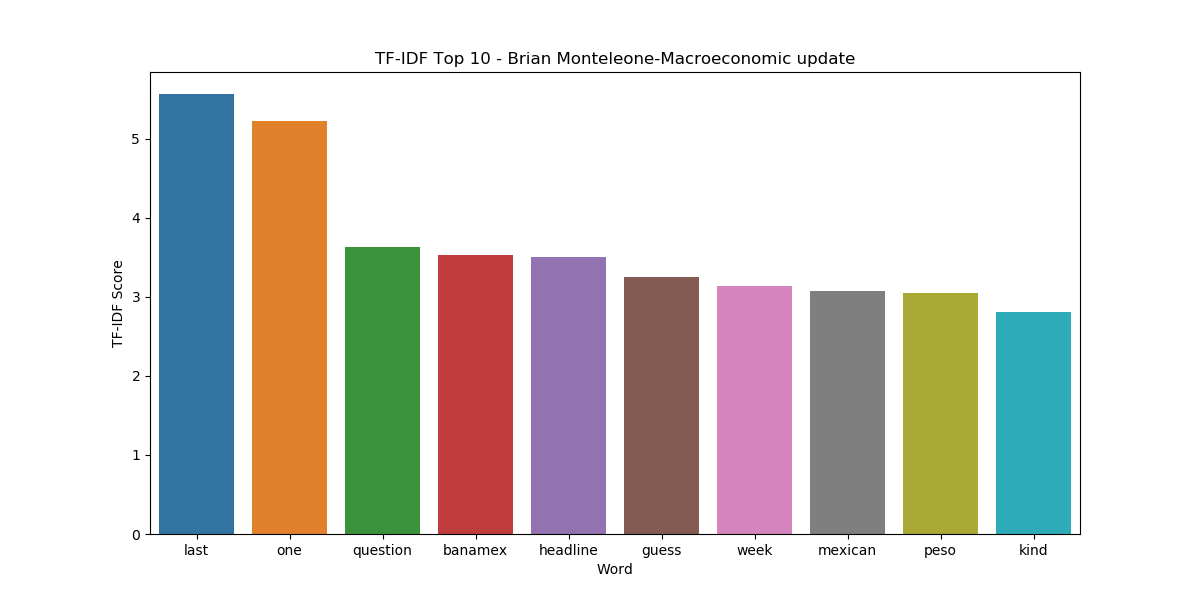 TF-IDF Top 10 - Brian Monteleone-Macroeconomic update
TF-IDF Score
5
4
3
2
1
0
last one question banamex headline guess week mexican peso kind
Word